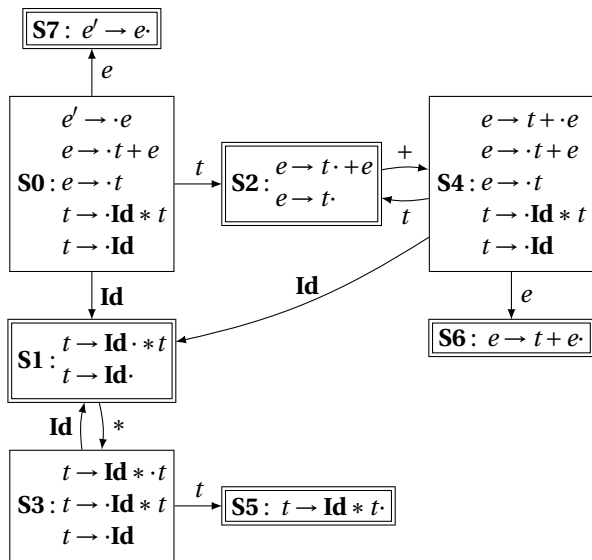 S7: e′ → e·
e
S0:
e′ → ·e
e → ·t + e
e → ·t
t → ·Id ∗ t
t → ·Id
t
S2:
e → t· +e
e → t·
+
t
S4:
e → t + ·e
e → ·t + e
e → ·t
t → ·Id ∗ t
t → ·Id
Id
Id
e
S1:
t → Id · ∗t
t → Id·
S6: e → t + e·
Id
∗
S3:
t → Id ∗ ·t
t → ·Id ∗ t
t → ·Id
t
S5: t → Id ∗ t·